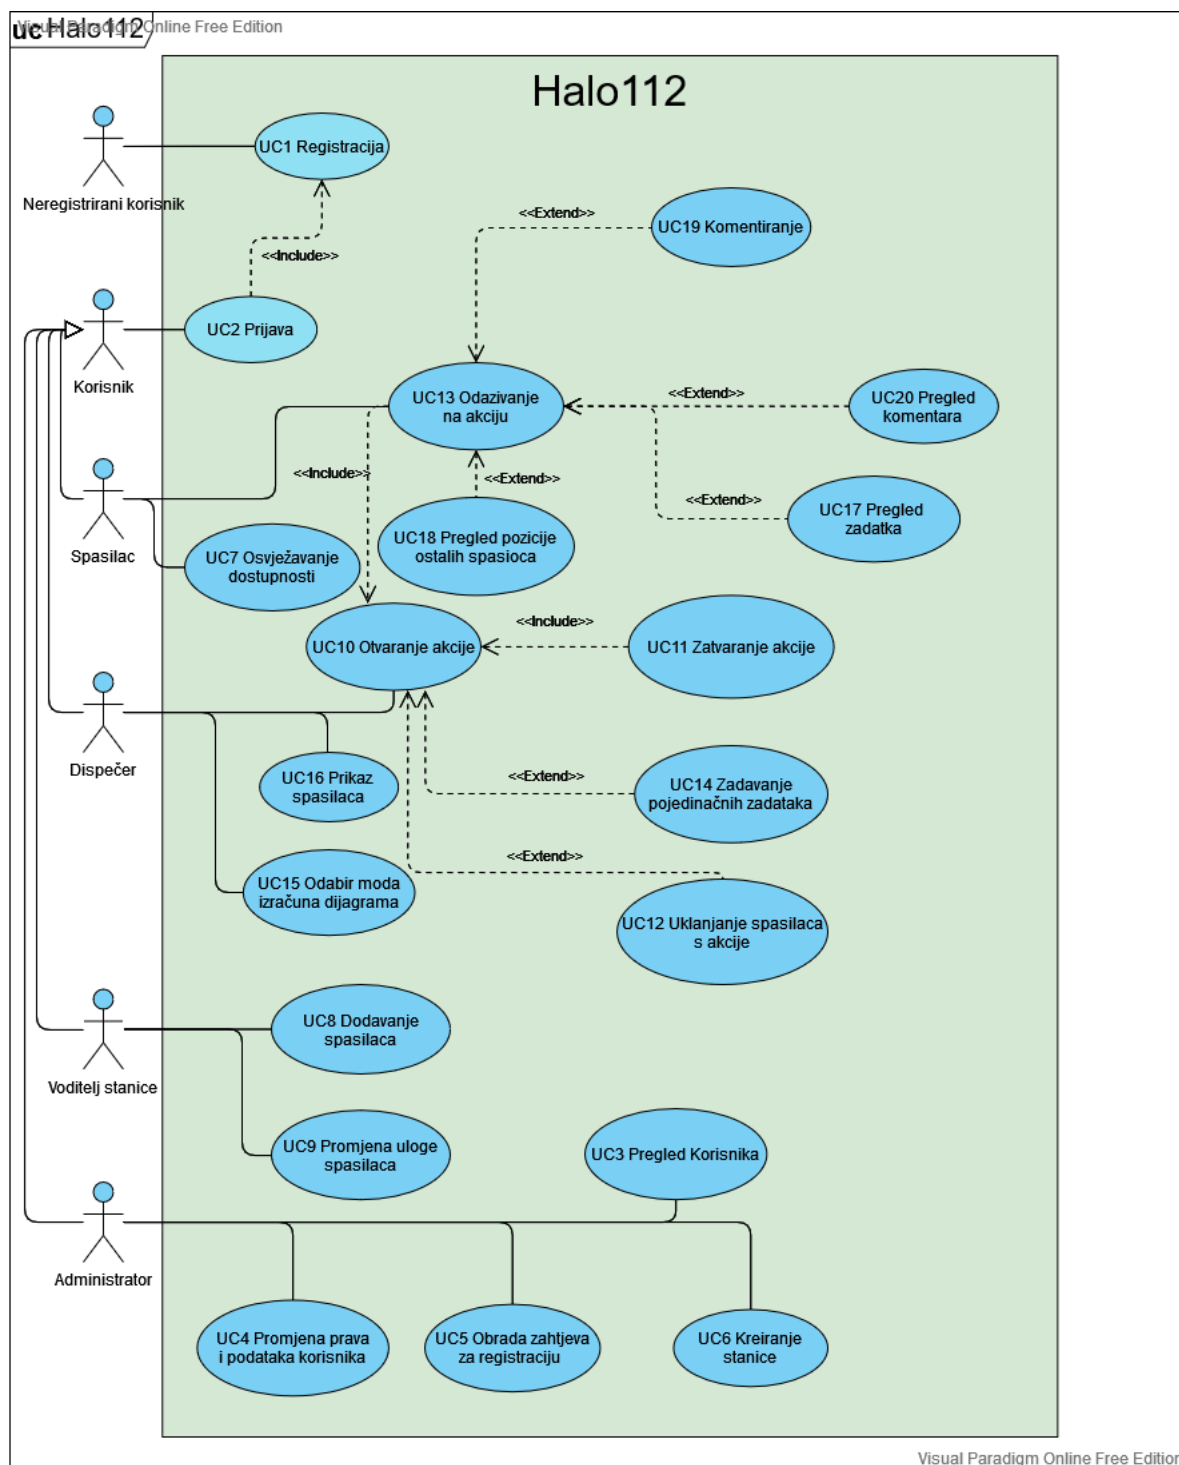 Visual Paradigm Online Free Edition
uc Halo112
Halo112
UC1 Registracija
Neregistrirani korisnik
<<Extend>>
UC19 Komentiranje
<<Include>>
UC2 Prijava
Korisnik
UC13 Odazivanje
na akciju
<<Extend>>
UC20 Pregled
komentara
<<Include>>
<<Extend>>
<<Extend>>
UC17 Pregled
zadatka
Spasilac
UC7 Osvježavanje
dostupnosti
UC18 Pregled pozicije
ostalih spasioca
<<Include>>
UC10 Otvaranje akcije
UC11 Zatvaranje akcije
Dispečer
UC16 Prikaz
spasilaca
<<Extend>>
UC14 Zadavanje
pojedinačnih zadataka
<<Extend>>
UC15 Odabir moda
izračuna dijagrama
UC12 Uklanjanje spasilaca
s akcije
UC8 Dodavanje
spasilaca
Voditelj stanice
UC9 Promjena uloge
spasilaca
UC3 Pregled Korisnika
Administrator
UC4 Promjena prava
i podataka korisnika
UC5 Obrada zahtjeva
za registraciju
UC6 Kreiranje
stanice
Visual Paradigm Online Free Edition